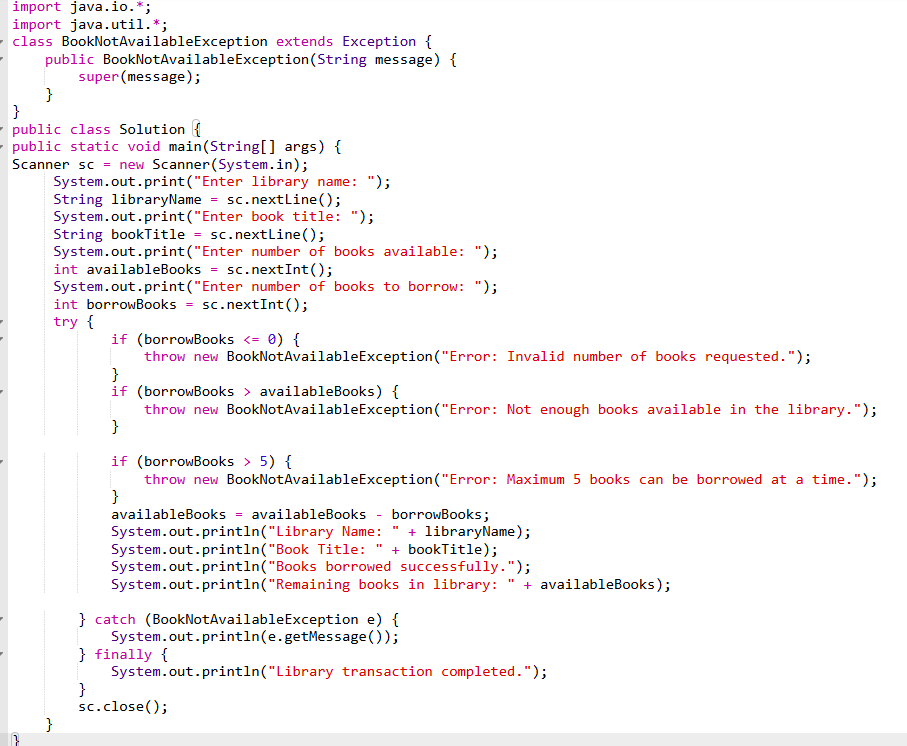 import java.io.*;
import java.util.*;
class BookNotAvailableException extends Exception {
    public BookNotAvailableException(String message) {
        super(message);
    }
}
public class Solution {
public static void main(String[] args) {
Scanner sc = new Scanner(System.in);
     System.out.print("Enter library name: ");
     String libraryName = sc.nextLine();
     System.out.print("Enter book title: ");
     String bookTitle = sc.nextLine();
     System.out.print("Enter number of books available: ");
     int availableBooks = sc.nextInt();
     System.out.print("Enter number of books to borrow: ");
     int borrowBooks = sc.nextInt();
     try {
            if (borrowBooks <= 0) {
                throw new BookNotAvailableException("Error: Invalid number of books requested.");
            }
            if (borrowBooks > availableBooks) {
                throw new BookNotAvailableException("Error: Not enough books available in the library.");
            }

            if (borrowBooks > 5) {
                throw new BookNotAvailableException("Error: Maximum 5 books can be borrowed at a time.");
            }
            availableBooks = availableBooks - borrowBooks;
            System.out.println("Library Name: " + libraryName);
            System.out.println("Book Title: " + bookTitle);
            System.out.println("Books borrowed successfully.");
            System.out.println("Remaining books in library: " + availableBooks);

        } catch (BookNotAvailableException e) {
            System.out.println(e.getMessage());
        } finally {
            System.out.println("Library transaction completed.");
        }
        sc.close();
    }
}